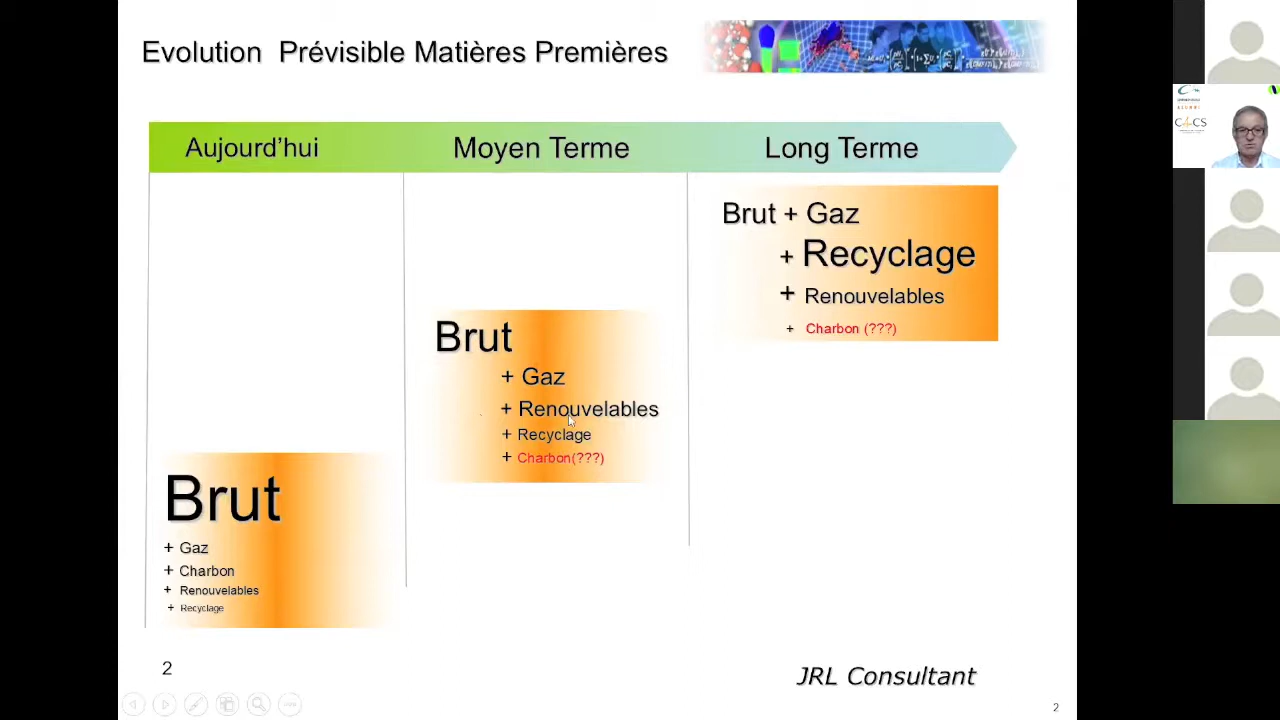 Evolution  Prévisible Matières Premières
Aujourd’hui
Moyen Terme
Long Terme
Brut + Gaz
+ Recyclage
+ Renouvelables
+ Charbon (???)
Brut
+ Gaz
+ Renouvelables
+ Recyclage
+ Charbon(???)
Brut
+ Gaz
+ Charbon
+ Renouvelables
+ Recyclage
2
JRL Consultant
2
ALUMNI